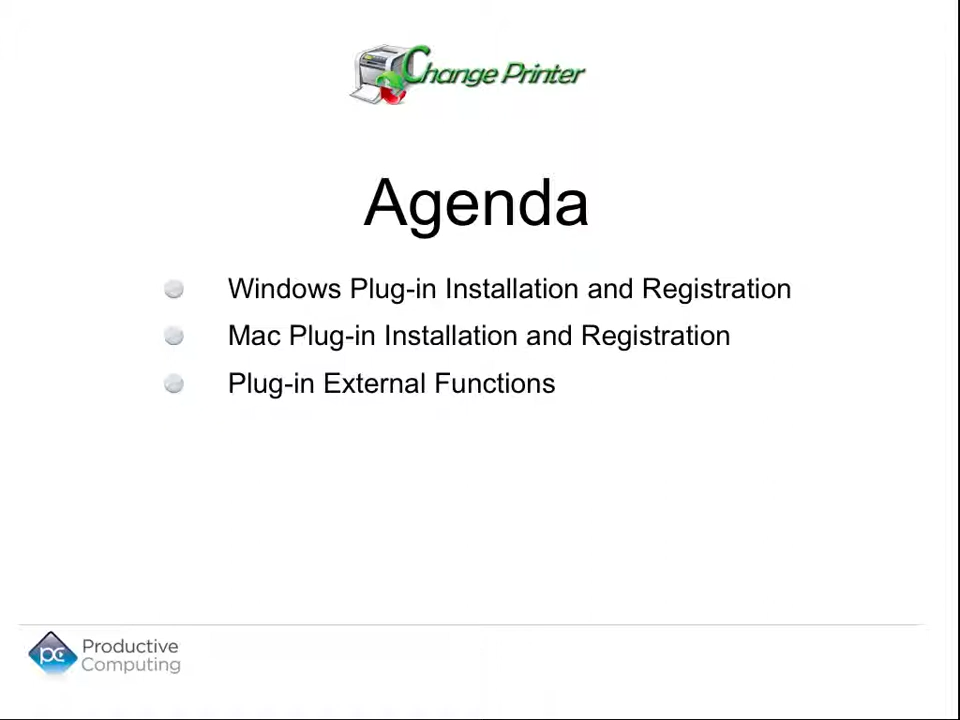 Change Printer
Agenda
Windows Plug-in Installation and Registration
Mac Plug-in Installation and Registration
Plug-in External Functions
pc Productive
Computing